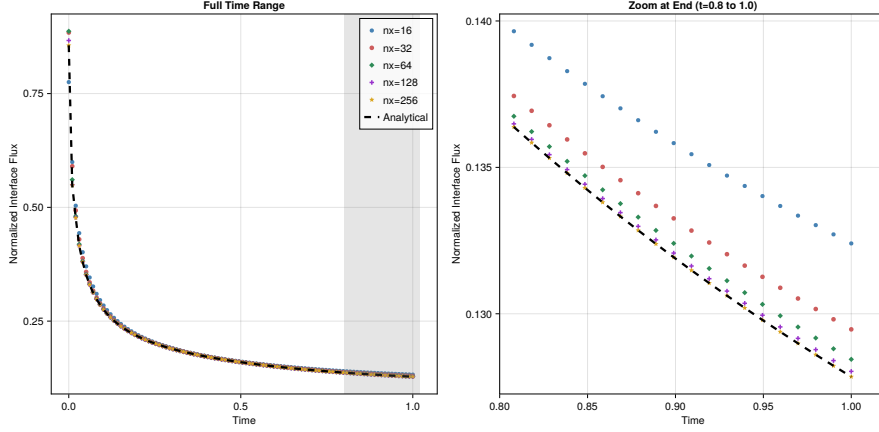 Full Time Range
Normalized Interface Flux
0.75
0.50
0.25
0.0
0.5
1.0
Time
nx=16
nx=32
nx=64
nx=128
nx=256
Analytical
Zoom at End (t=0.8 to 1.0)
Normalized Interface Flux
0.140
0.135
0.130
0.80
0.85
0.90
0.95
1.00
Time